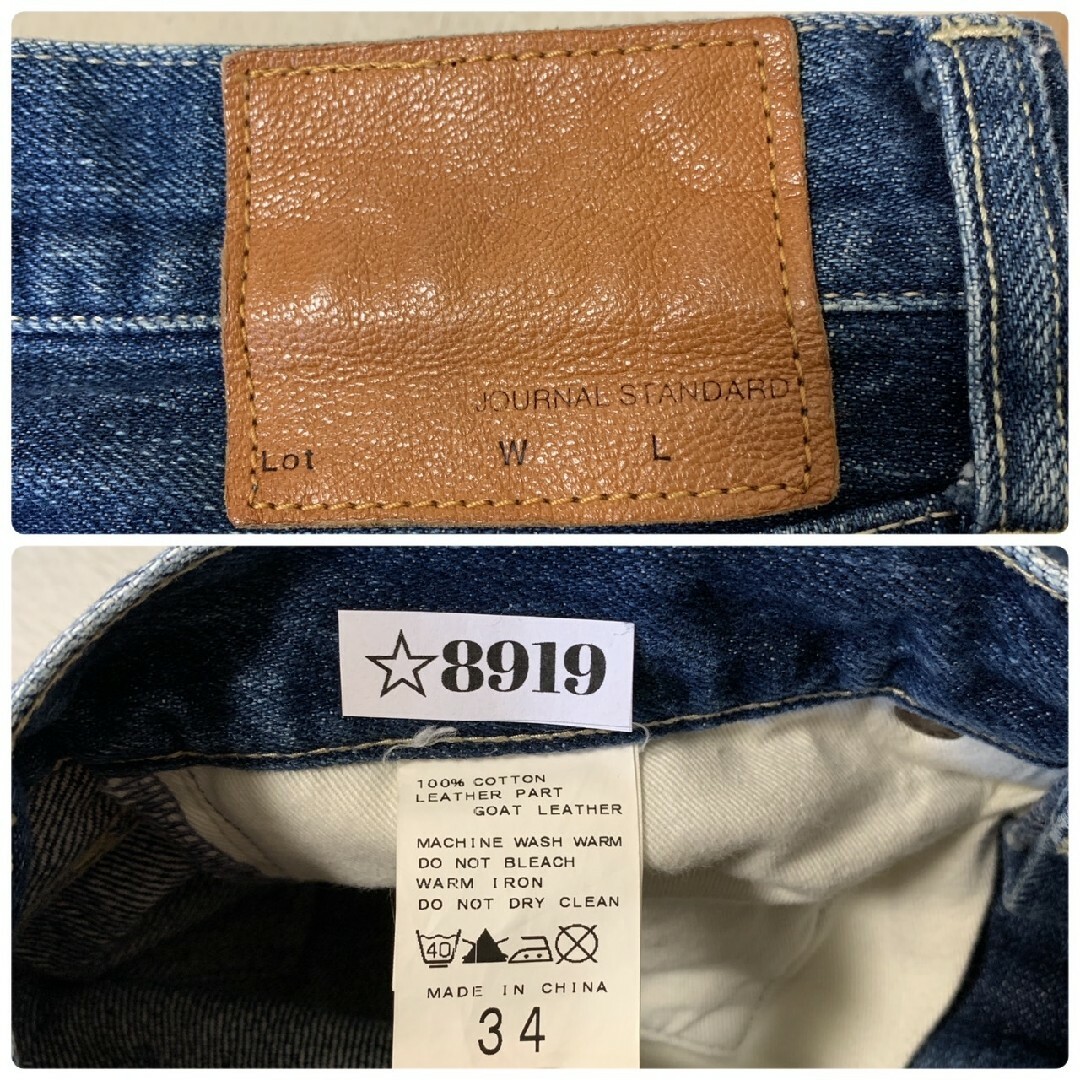 JOURNAL STANDARD
Lot W L
☆8919
100% COTTON
LEATHER PART
GOAT LEATHER
MACHINE WASH WARM
DO NOT BLEACH
WARM IRON
DO NOT DRY CLEAN
40
MADE IN CHINA
34